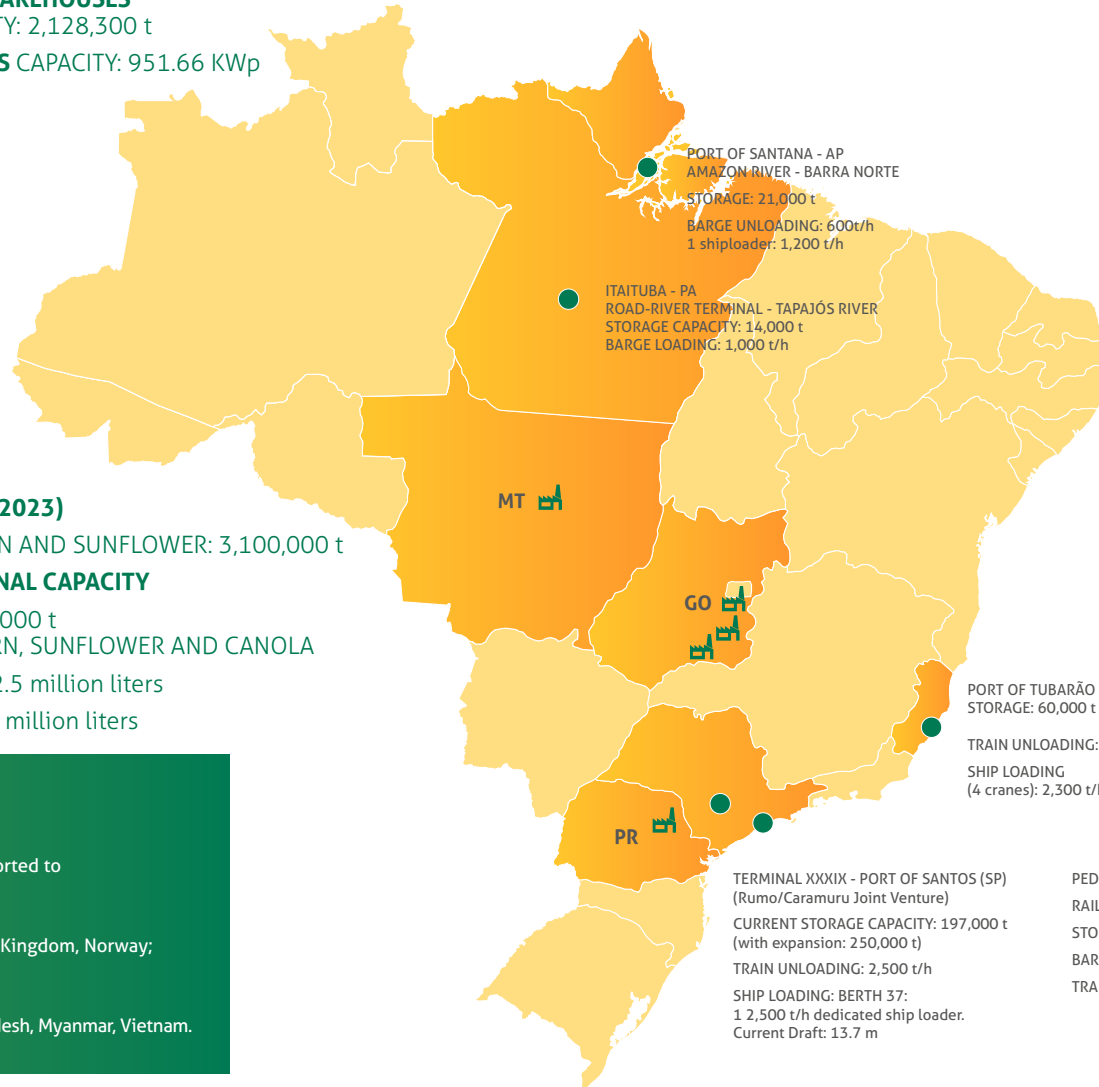 AREHOUSES
TY: 2,128,300 t
S CAPACITY: 951.66 KWp
PORT OF SANTANA - AP
AMAZON RIVER - BARRA NORTE
STORAGE: 21,000 t
BARGE UNLOADING: 600t/h
1 shiploader: 1,200 t/h
ITAITUBA - PA
ROAD-RIVER TERMINAL - TAPAJÓS RIVER
STORAGE CAPACITY: 14,000 t
BARGE LOADING: 1,000 t/h
MT
2023)
N AND SUNFLOWER: 3,100,000 t
NAL CAPACITY
000 t
RN, SUNFLOWER AND CANOLA
2.5 million liters
million liters
GO
PORT OF TUBARÃO
STORAGE: 60,000 t
TRAIN UNLOADING:
SHIP LOADING
(4 cranes): 2,300 t/h
PR
orted to
Kingdom, Norway;
desh, Myanmar, Vietnam.
TERMINAL XXXIX - PORT OF SANTOS (SP)
(Rumo/Caramuru Joint Venture)
CURRENT STORAGE CAPACITY: 197,000 t
(with expansion: 250,000 t)
TRAIN UNLOADING: 2,500 t/h
SHIP LOADING: BERTH 37:
1 2,500 t/h dedicated ship loader.
Current Draft: 13.7 m
PED
RAIL
STO
BAR
TRA